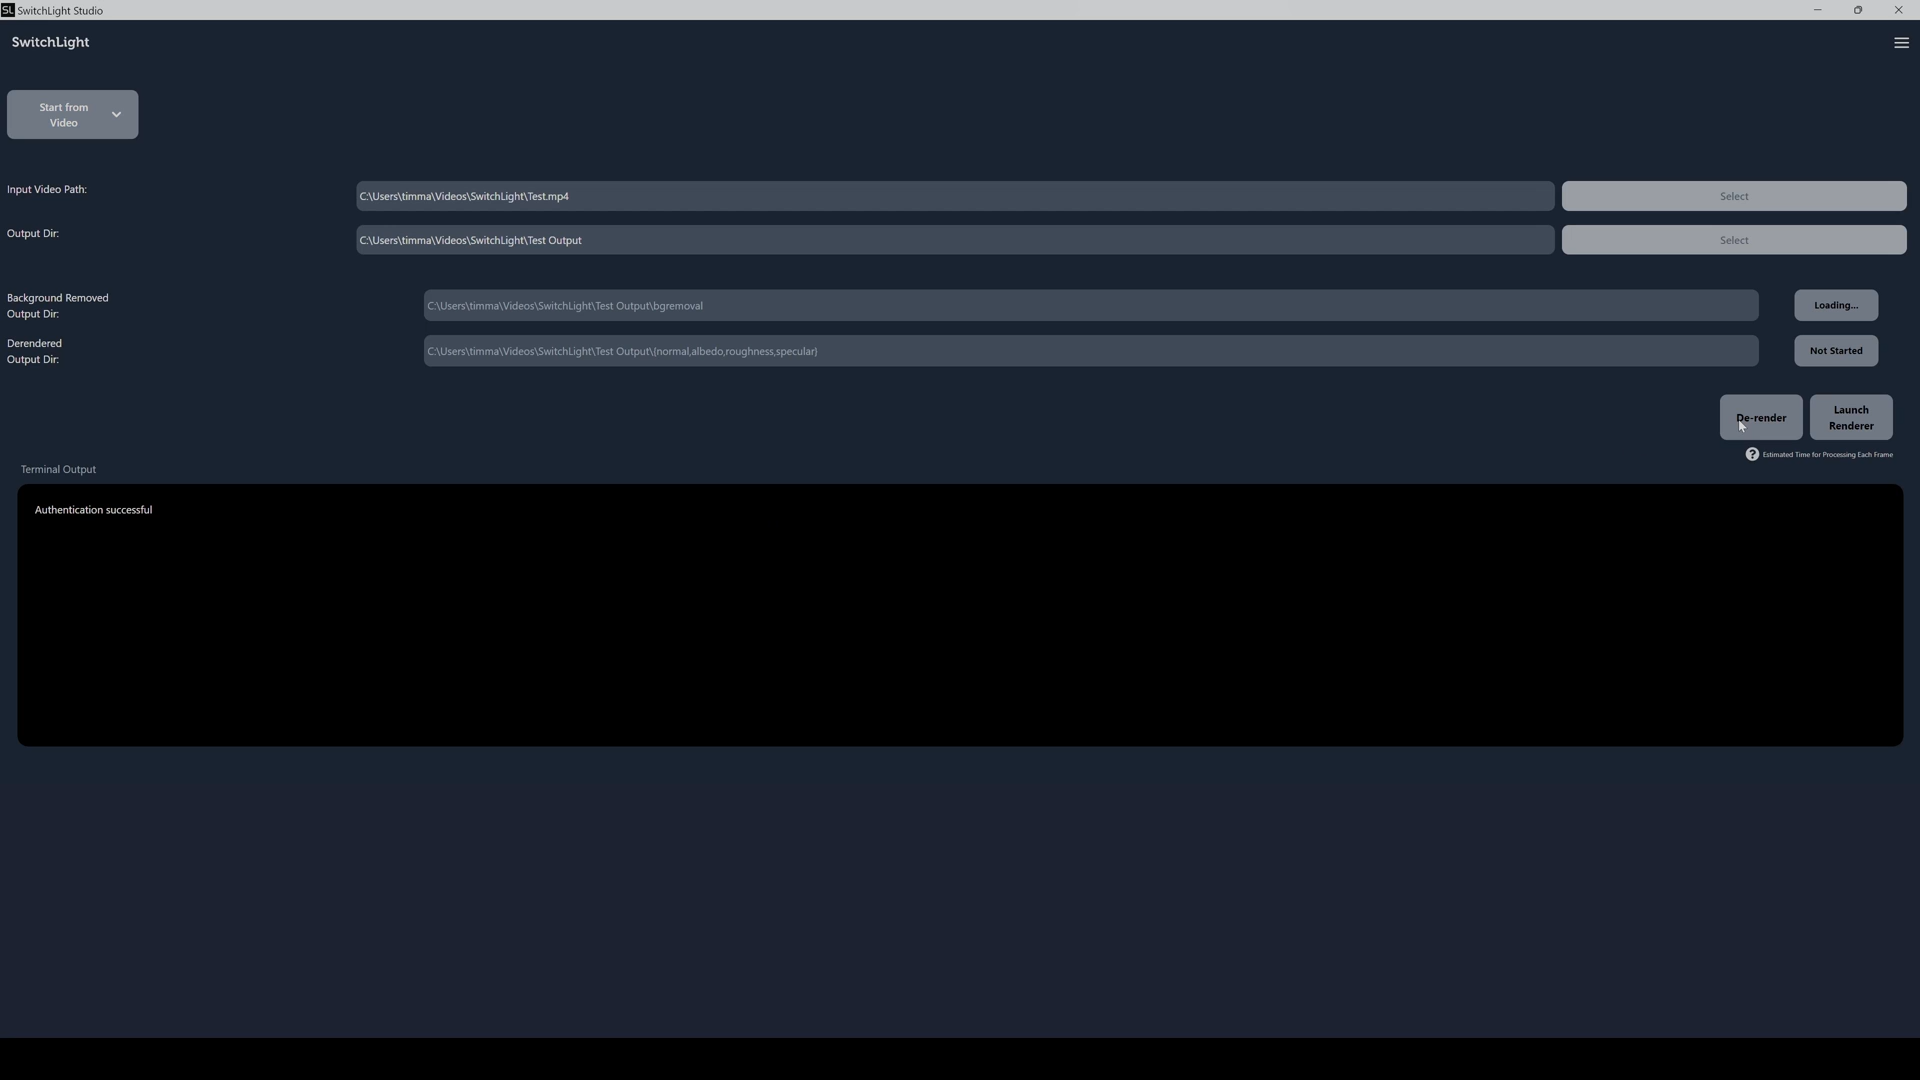 SL SwitchLight Studio
SwitchLight
Start from
Video
Input Video Path:
C:\Users\timma\Videos\SwitchLight\Test.mp4
Select
Output Dir:
C:\Users\timma\Videos\SwitchLight\Test Output
Select
Background Removed
Output Dir:
C:\Users\timma\Videos\SwitchLight\Test Output\bgremoval
Loading...
Derendered
Output Dir:
C:\Users\timma\Videos\SwitchLight\Test Output\{normal,albedo,roughness,specular}
Not Started
De-render
Launch
Renderer
? Estimated Time for Processing Each Frame
Terminal Output
Authentication successful